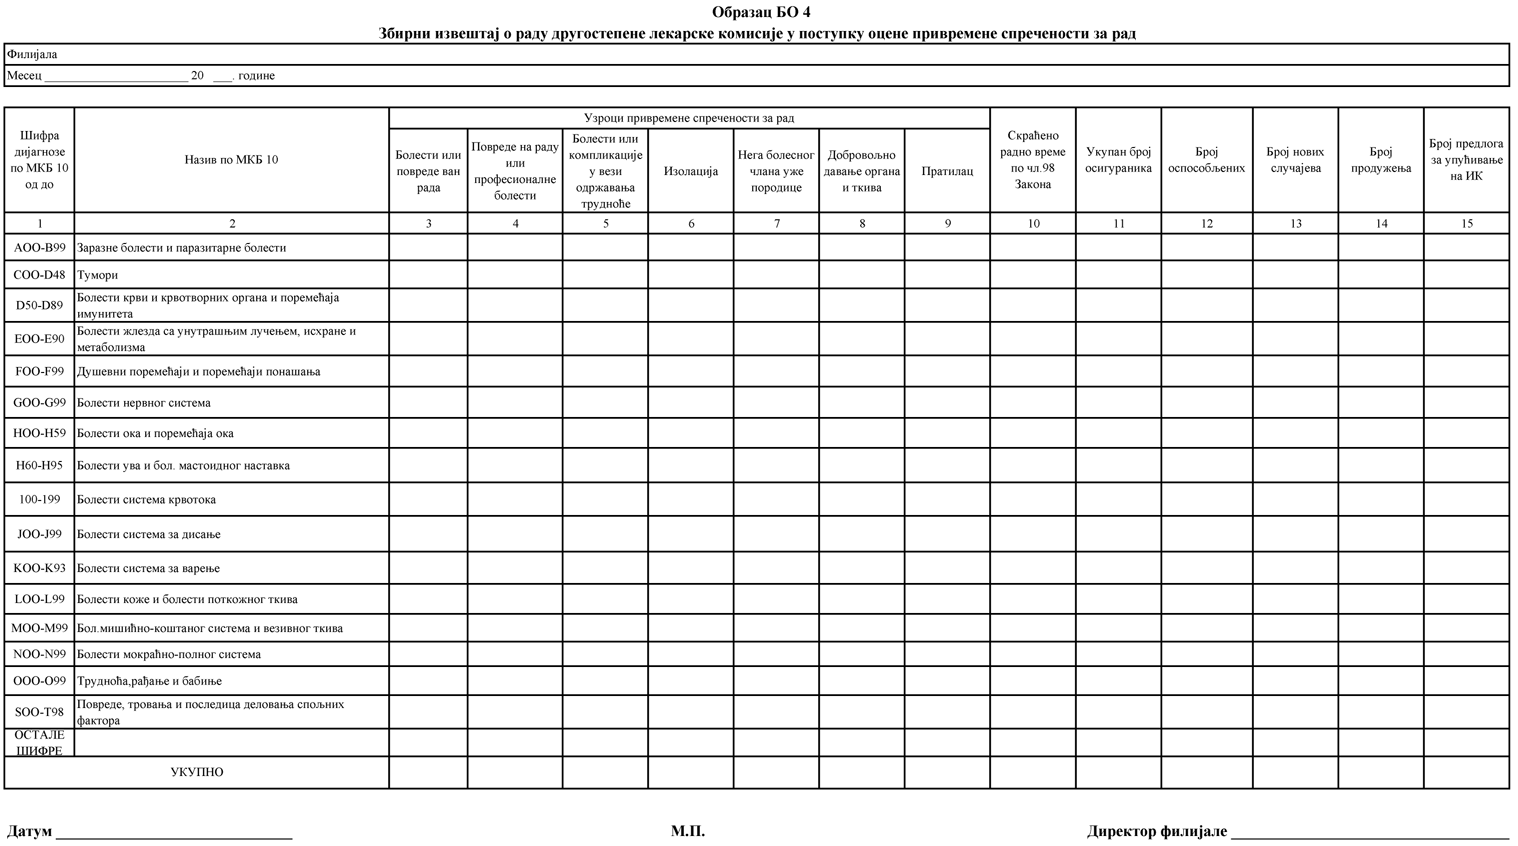 Образац БО 4
Збирни извештај о раду другостепене лекарске комисије у поступку оцене привремене спречености за рад
Филијала
Месец ________________________ 20 ___. године
Шифра
дијагнозе
по МКБ 10
од до
Назив по МКБ 10
Узроци привремене спречености за рад
Болести или
повреде ван
рада
Повреде на раду
или
професионалне
болести
Болести или
компликације
у вези
одржавања
трудноће
Изолација
Нега болесног
члана уже
породице
Добровољно
давање органа
и ткива
Пратилац
Скраћено
радно време
по чл.98
Закона
Укупан број
осигураника
Број
оспособљених
Број нових
случајева
Број
продужења
Број предлога
за упућивање
на ИК
1 2 3 4 5 6 7 8 9 10 11 12 13 14 15
AOO-B99 Заразне болести и паразитарне болести
COO-D48 Тумори
D50-D89 Болести крви и крвотворних органа и поремећаја
имунитета
EOO-E90 Болести жлезда са унутрашњим лучењем, исхране и
метаболизма
FOO-F99 Душевни поремећаји и поремећаји понашања
GOO-G99 Болести нервног система
HOO-H59 Болести ока и поремећаја ока
H60-H95 Болести ува и бол. мастоидног наставка
100-199 Болести система крвотока
JOO-J99 Болести система за дисање
KOO-K93 Болести система за варење
LOO-L99 Болести коже и болести поткожног ткива
MOO-M99 Бол.мишићно-коштаног система и везивног ткива
NOO-N99 Болести мокраћно-полног система
OOO-O99 Трудноћа,рађање и бабиње
SOO-T98 Повреде, тровања и последица деловања спољних
фактора
ОСТАЛЕ
ШИФРЕ
УКУПНО
Датум ______________________________ М.П. Директор филијале ___________________________________